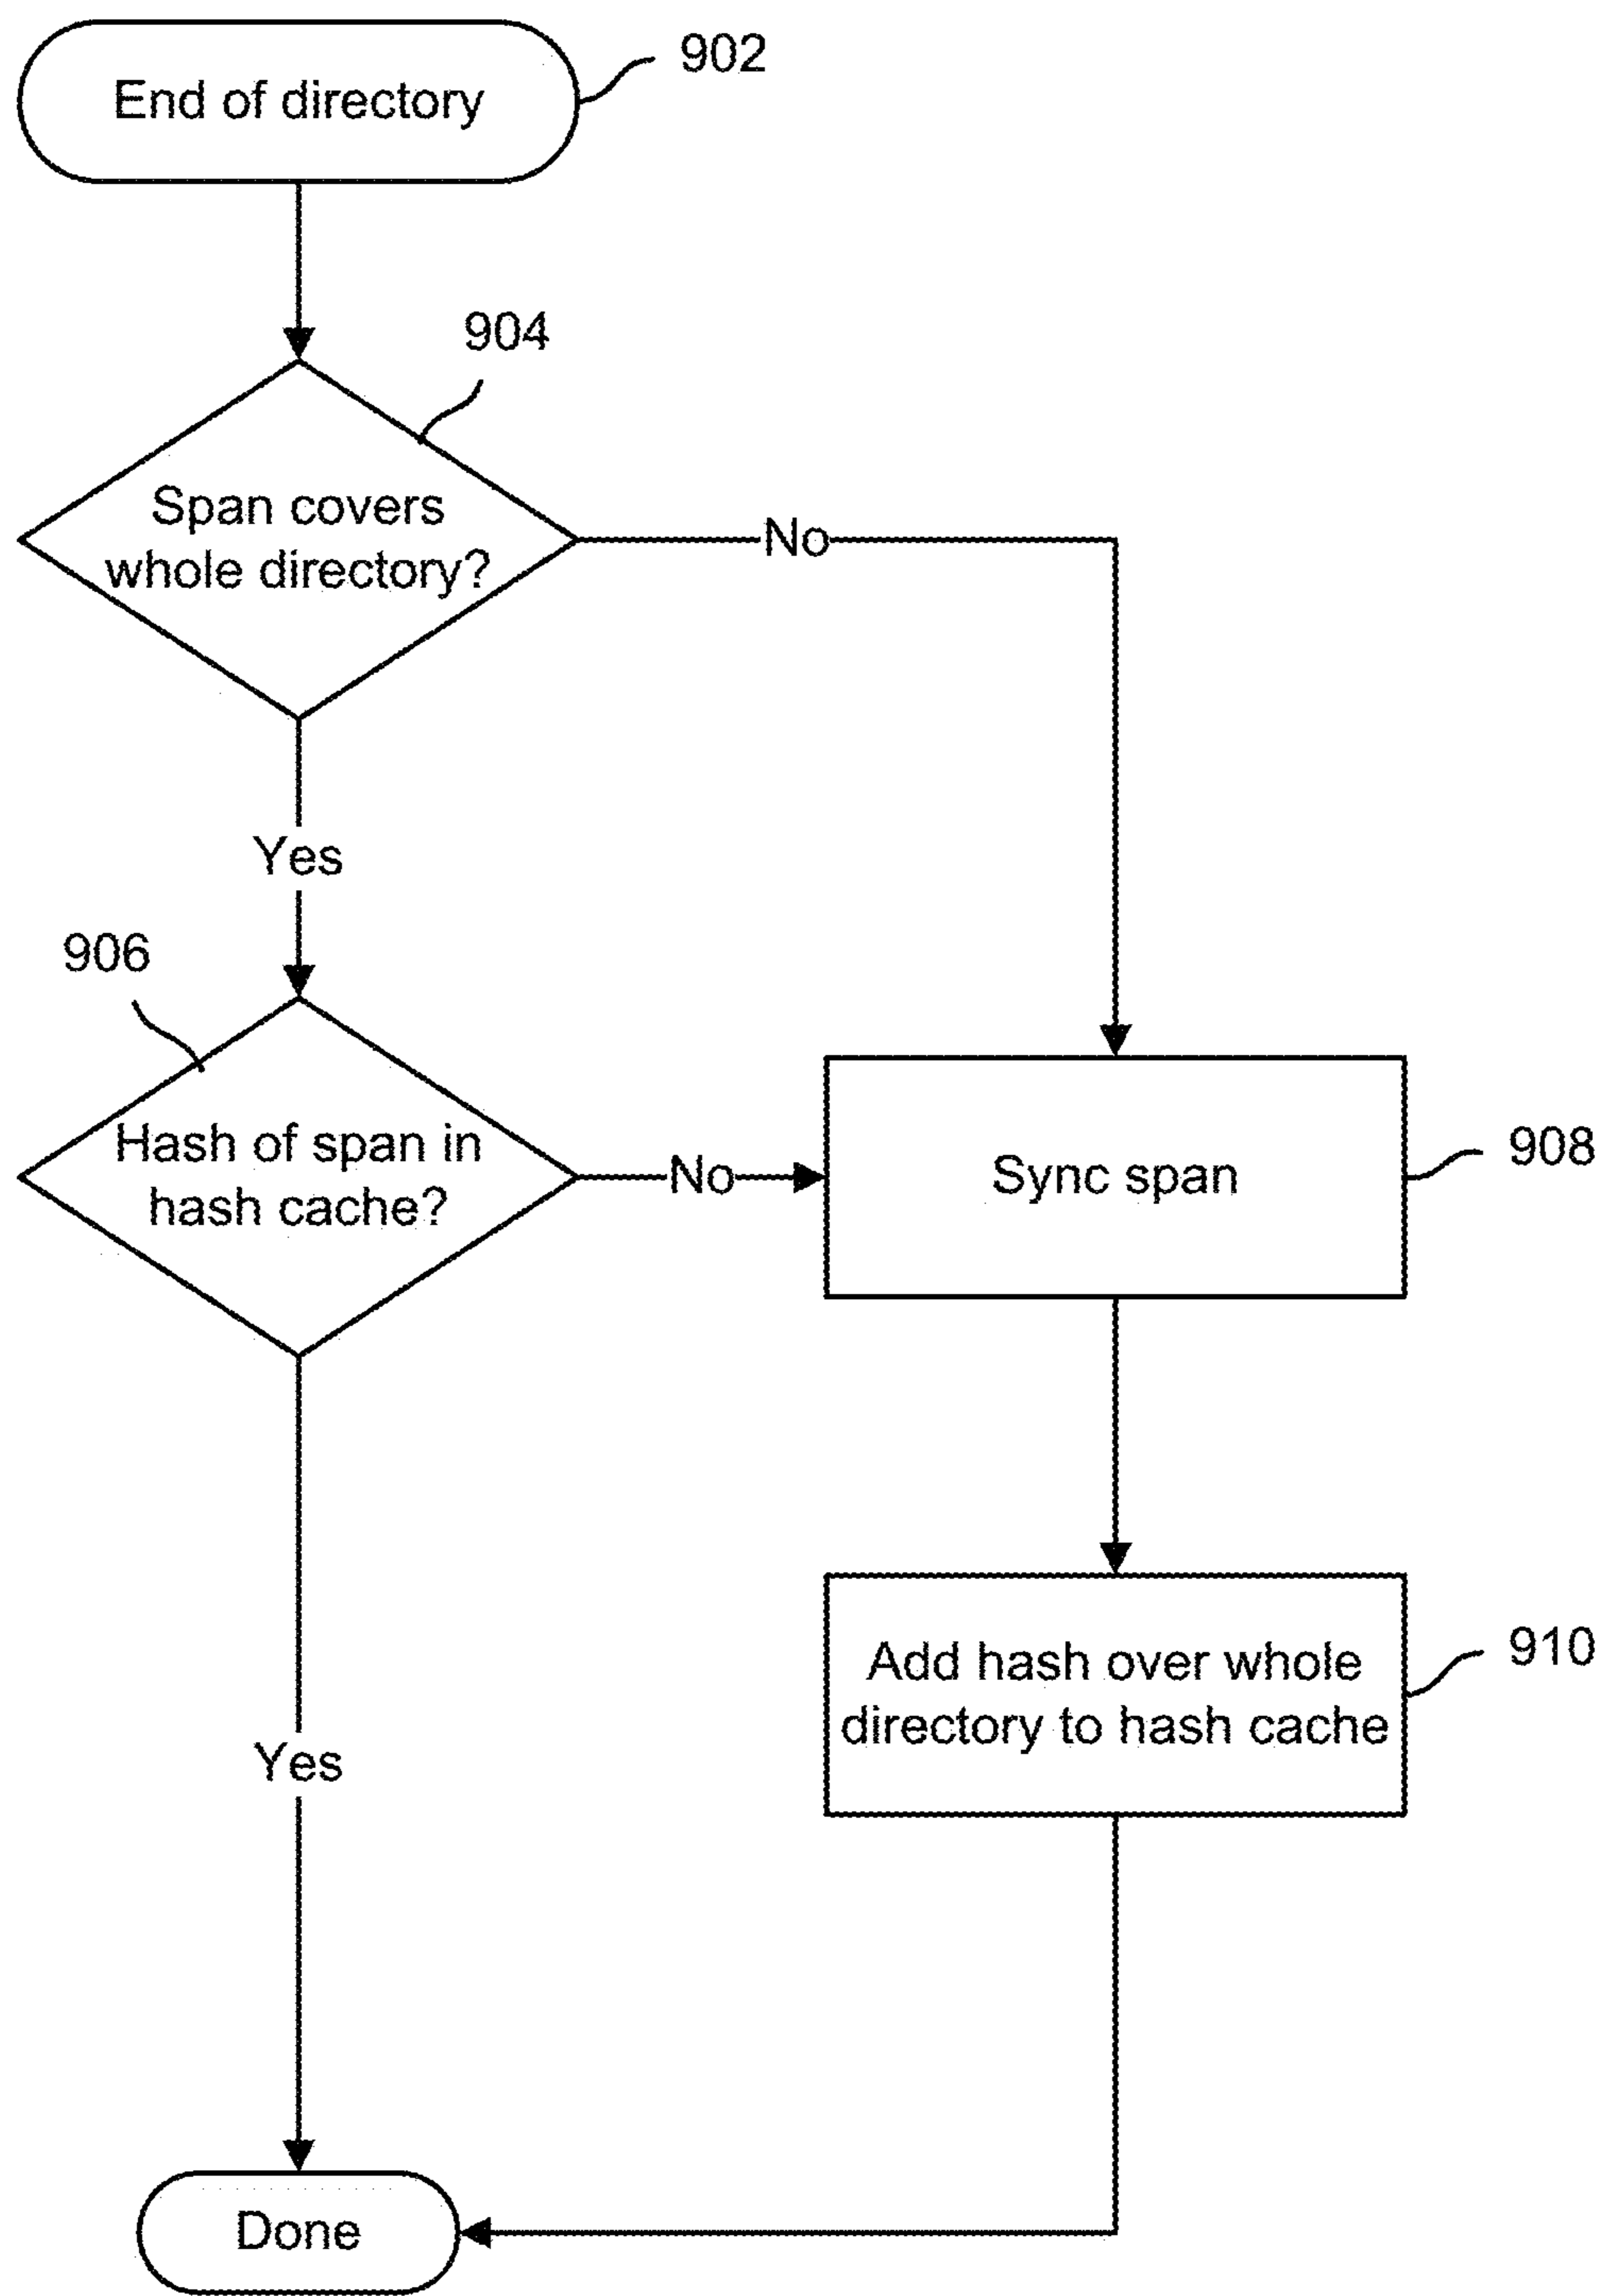 End of directory
902
904
Span covers
whole directory?
No
Yes
906
Hash of span in
hash cache?
No
Sync span
908
Add hash over whole
directory to hash cache
910
Yes
Done